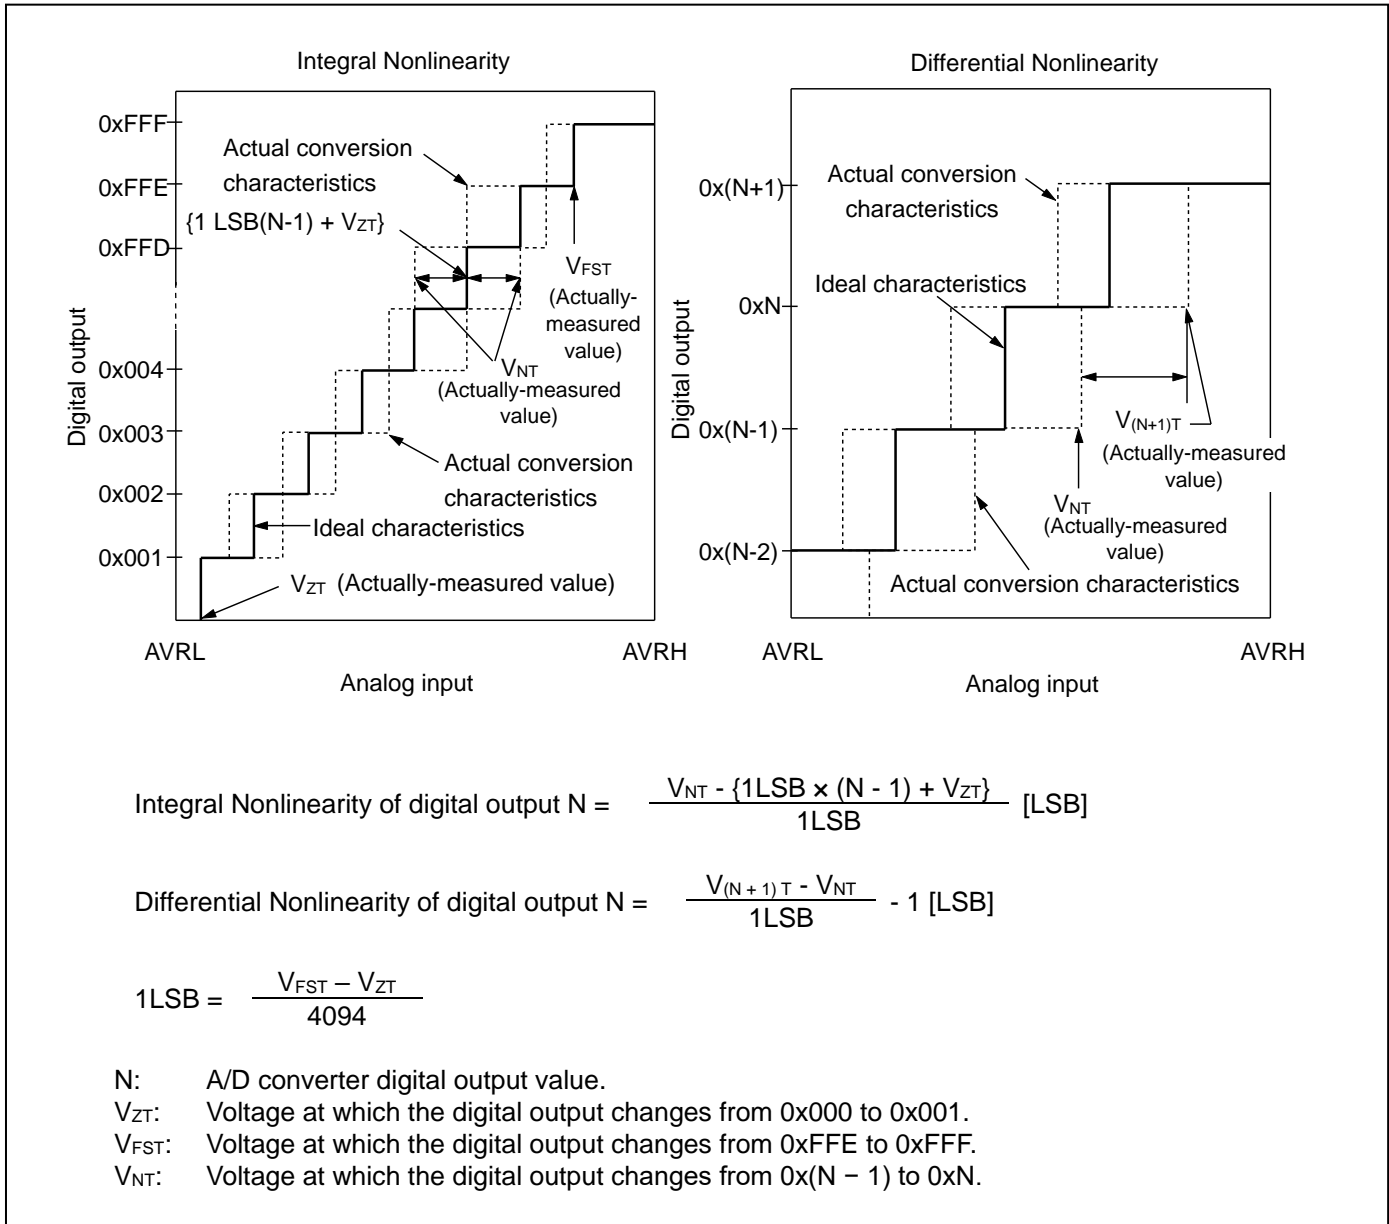 Integral Nonlinearity
0xFFF
0xFFE
0xFFD
0x004
0x003
0x002
0x001
Digital output
Actual conversion
characteristics
{1 LSB(N-1) + VZT}
VFST
(Actually-
measured
value)
VNT
(Actually-measured
value)
Actual conversion
characteristics
Ideal characteristics
VZT (Actually-measured value)
AVRL
AVRH
Analog input
Differential Nonlinearity
0x(N+1)
0xN
0x(N-1)
0x(N-2)
Digital output
Actual conversion
characteristics
Ideal characteristics
V(N+1)T
(Actually-measured
value)
VNT
(Actually-measured
value)
Actual conversion characteristics
AVRL
AVRH
Analog input
Integral Nonlinearity of digital output N = VNT - {1LSB × (N - 1) + VZT} / 1LSB [LSB]
Differential Nonlinearity of digital output N = V(N + 1) T - VNT / 1LSB - 1 [LSB]
1LSB = VFST – VZT / 4094
N: A/D converter digital output value.
VZT: Voltage at which the digital output changes from 0x000 to 0x001.
VFST: Voltage at which the digital output changes from 0xFFE to 0xFFF.
VNT: Voltage at which the digital output changes from 0x(N − 1) to 0xN.